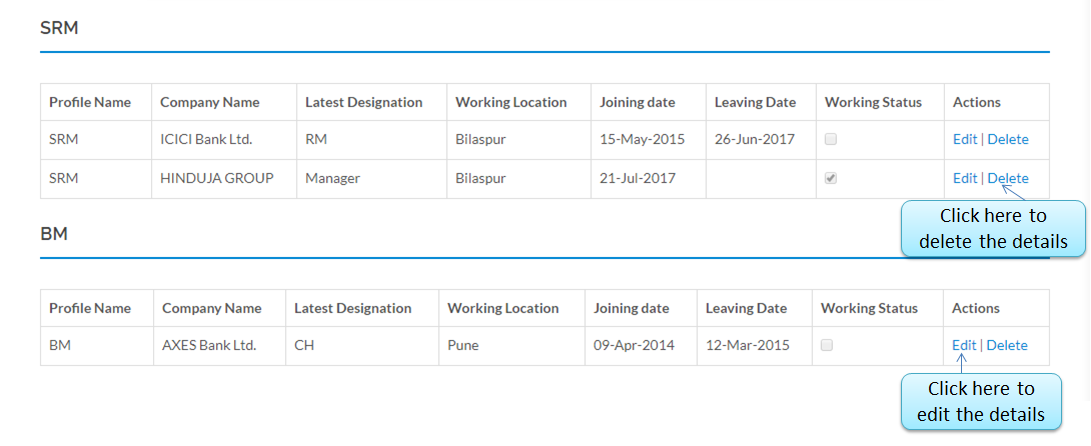 SRM
Profile Name Company Name Latest Designation Working Location Joining date Leaving Date Working Status Actions
SRM ICICI Bank Ltd. RM Bilaspur 15-May-2015 26-Jun-2017 Edit | Delete
SRM HINDUJA GROUP Manager Bilaspur 21-Jul-2017 Edit | Delete
Click here to
delete the details
BM
Profile Name Company Name Latest Designation Working Location Joining date Leaving Date Working Status Actions
BM AXES Bank Ltd. CH Pune 09-Apr-2014 12-Mar-2015 Edit | Delete
Click here to
edit the details